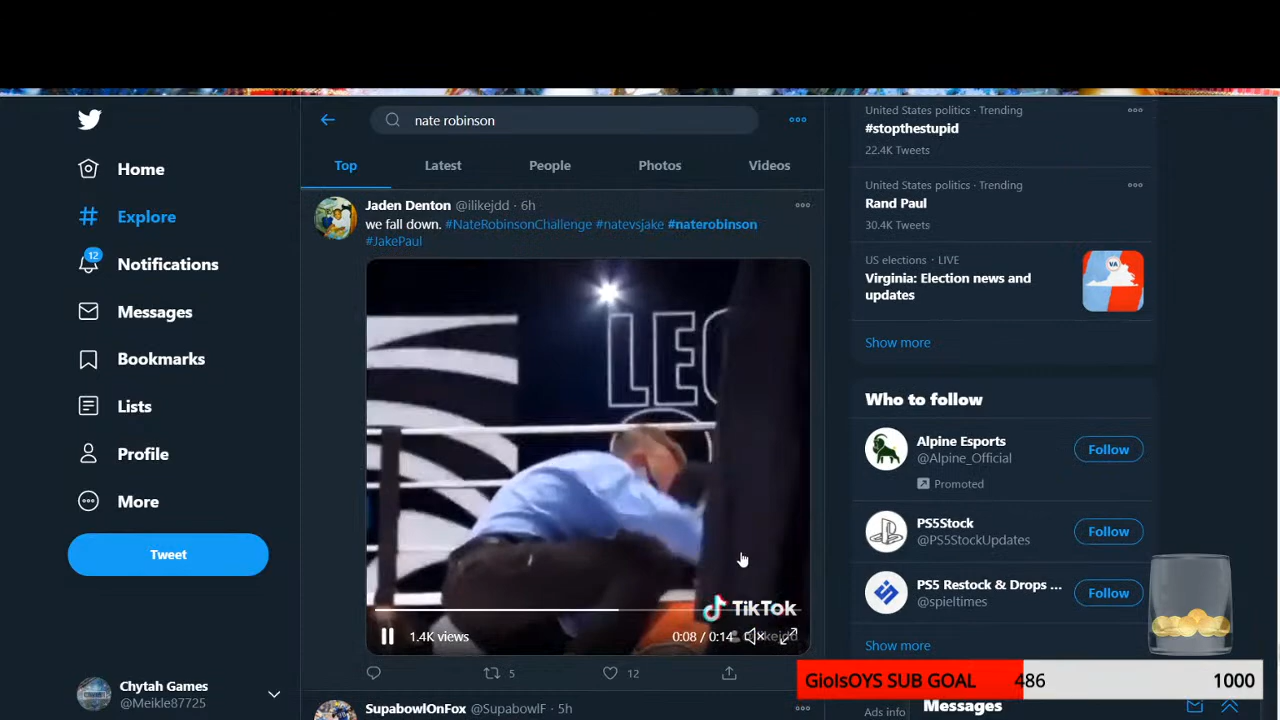 nate robinson
Home
Explore
12
Notifications
Messages
Bookmarks
Lists
Profile
More
Tweet
Chytah Games
@Meikle87725
Top
Latest
People
Photos
Videos
Jaden Denton @ilikejdd · 6h
we fall down. #NateRobinsonChallenge #natevsjake #naterobinson
#JakePaul
LEG
TikTok
1.4K views
0:08 / 0:14
5
12
SupabowlOnFox @SupabowlF · 5h
United States politics · Trending
#stopthestupid
22.4K Tweets
United States politics · Trending
Rand Paul
30.4K Tweets
US elections · LIVE
Virginia: Election news and
updates
VA
Show more
Who to follow
Alpine Esports
@Alpine_Official
Promoted
Follow
PS5Stock
@PS5StockUpdates
Follow
PS5 Restock & Drops ...
@spieltimes
Follow
Show more
GioIsOYS SUB GOAL 486 1000
Ads info
Messages